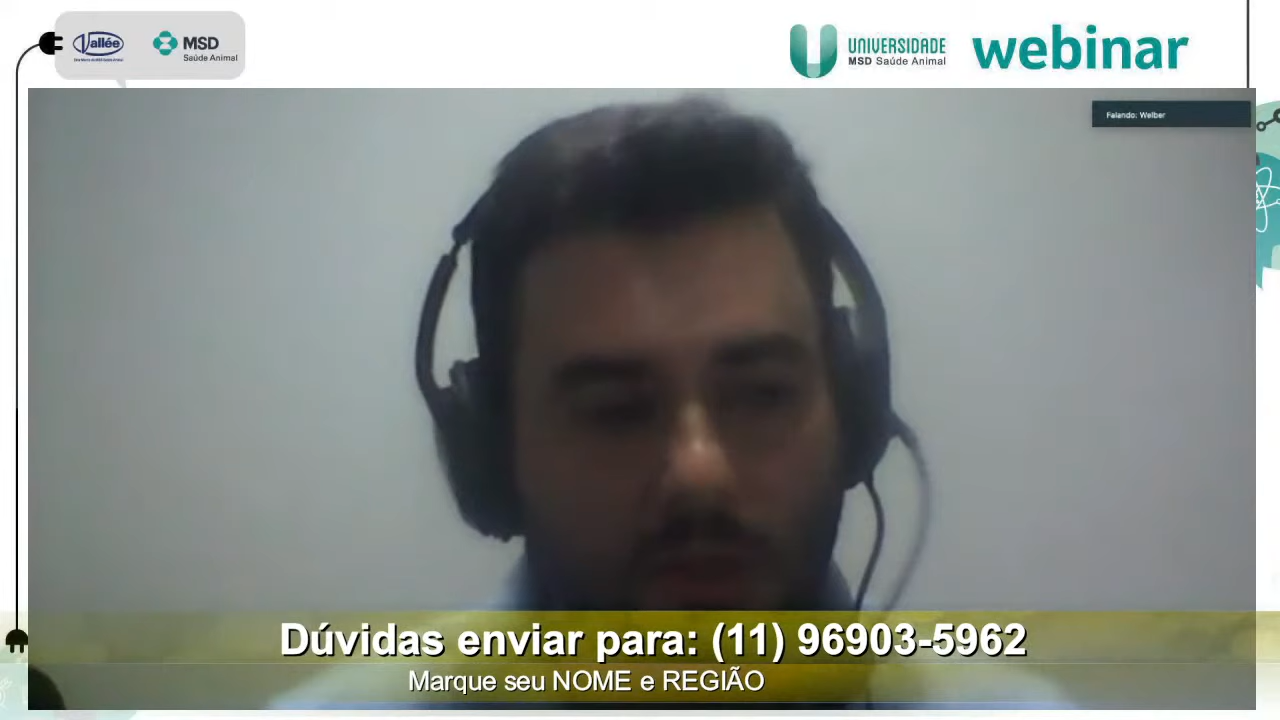 Vallée
MSD
Saúde Animal
UNIVERSIDADE
MSD Saúde Animal
webinar
Falando: Welber
Dúvidas enviar para: (11) 96903-5962
Marque seu NOME e REGIÃO